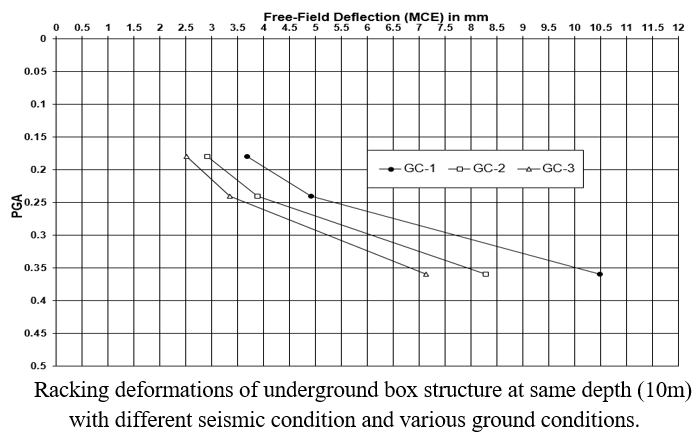 Free-Field Deflection (MCE) in mm
0 0.5 1 1.5 2 2.5 3 3.5 4 4.5 5 5.5 6 6.5 7 7.5 8 8.5 9 9.5 10 10.5 11 11.5 12
0
0.05
0.1
0.15
GC-1 GC-2 GC-3
0.2
PGA
0.25
0.3
0.35
0.4
0.45
0.5
Racking deformations of underground box structure at same depth (10m)
with different seismic condition and various ground conditions.